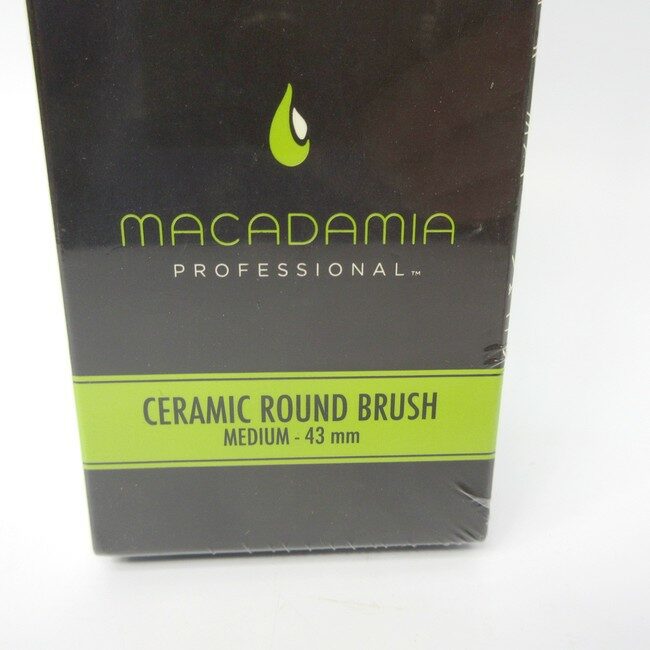 MACADAMIA
PROFESSIONAL™
CERAMIC ROUND BRUSH
MEDIUM - 43 mm